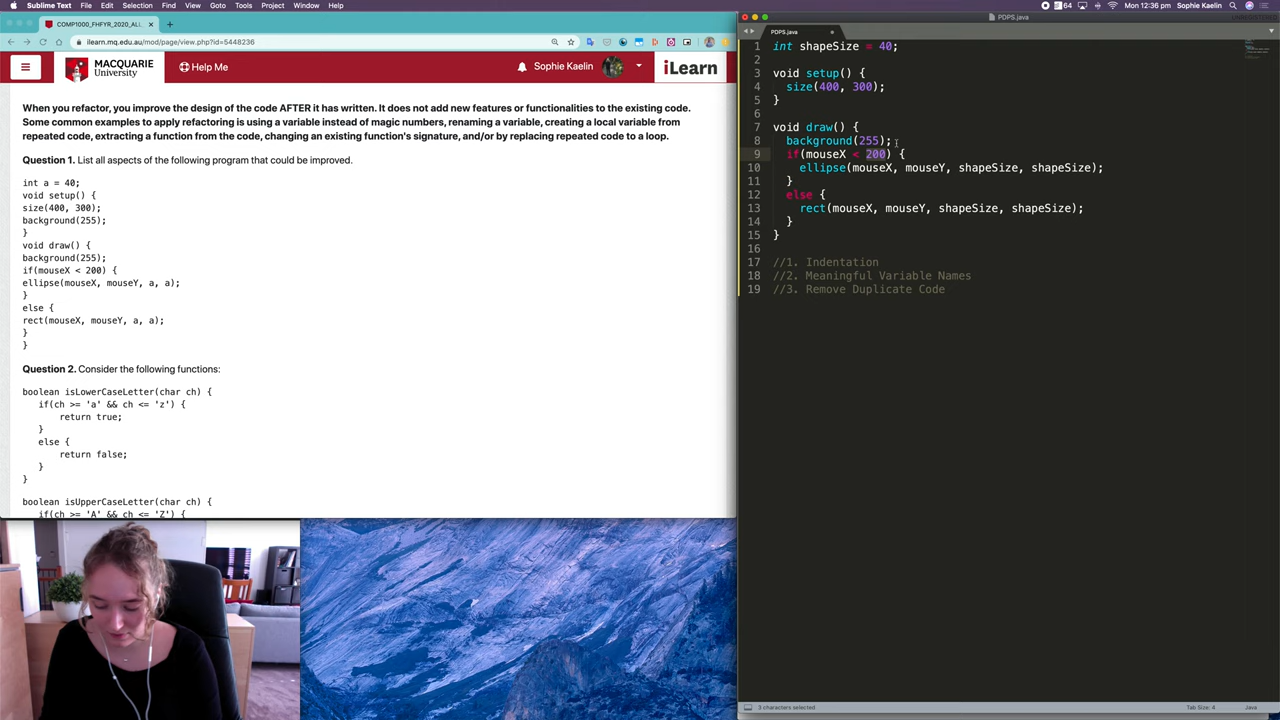 Sublime Text File Edit Selection Find View Goto Tools Project Window Help
64 Mon 12:36 pm Sophie Kaelin
COMP1000_FHFYR_2020_ALL
ilearn.mq.edu.au/mod/page/view.php?id=5448236
MACQUARIE
University
Help Me
Sophie Kaelin
iLearn
When you refactor, you improve the design of the code AFTER it has written. It does not add new features or functionalities to the existing code.
Some common examples to apply refactoring is using a variable instead of magic numbers, renaming a variable, creating a local variable from
repeated code, extracting a function from the code, changing an existing function's signature, and/or by replacing repeated code to a loop.
Question 1. List all aspects of the following program that could be improved.
int a = 40;
void setup() {
size(400, 300);
background(255);
}
void draw() {
background(255);
if(mouseX < 200) {
ellipse(mouseX, mouseY, a, a);
}
else {
rect(mouseX, mouseY, a, a);
}
}
Question 2. Consider the following functions:
boolean isLowerCaseLetter(char ch) {
if(ch >= 'a' && ch <= 'z') {
return true;
}
else {
return false;
}
}
boolean isUpperCaseLetter(char ch) {
if(ch >= 'A' && ch <= 'Z') {
PDPS.java
UNREGISTERED
PDPS.java
1 int shapeSize = 40;
2
3 void setup() {
4 size(400, 300);
5 }
6
7 void draw() {
8 background(255);
9 if(mouseX < 200) {
10 ellipse(mouseX, mouseY, shapeSize, shapeSize);
11 }
12 else {
13 rect(mouseX, mouseY, shapeSize, shapeSize);
14 }
15 }
16
17 //1. Indentation
18 //2. Meaningful Variable Names
19 //3. Remove Duplicate Code
3 characters selected
Tab Size: 4 Java